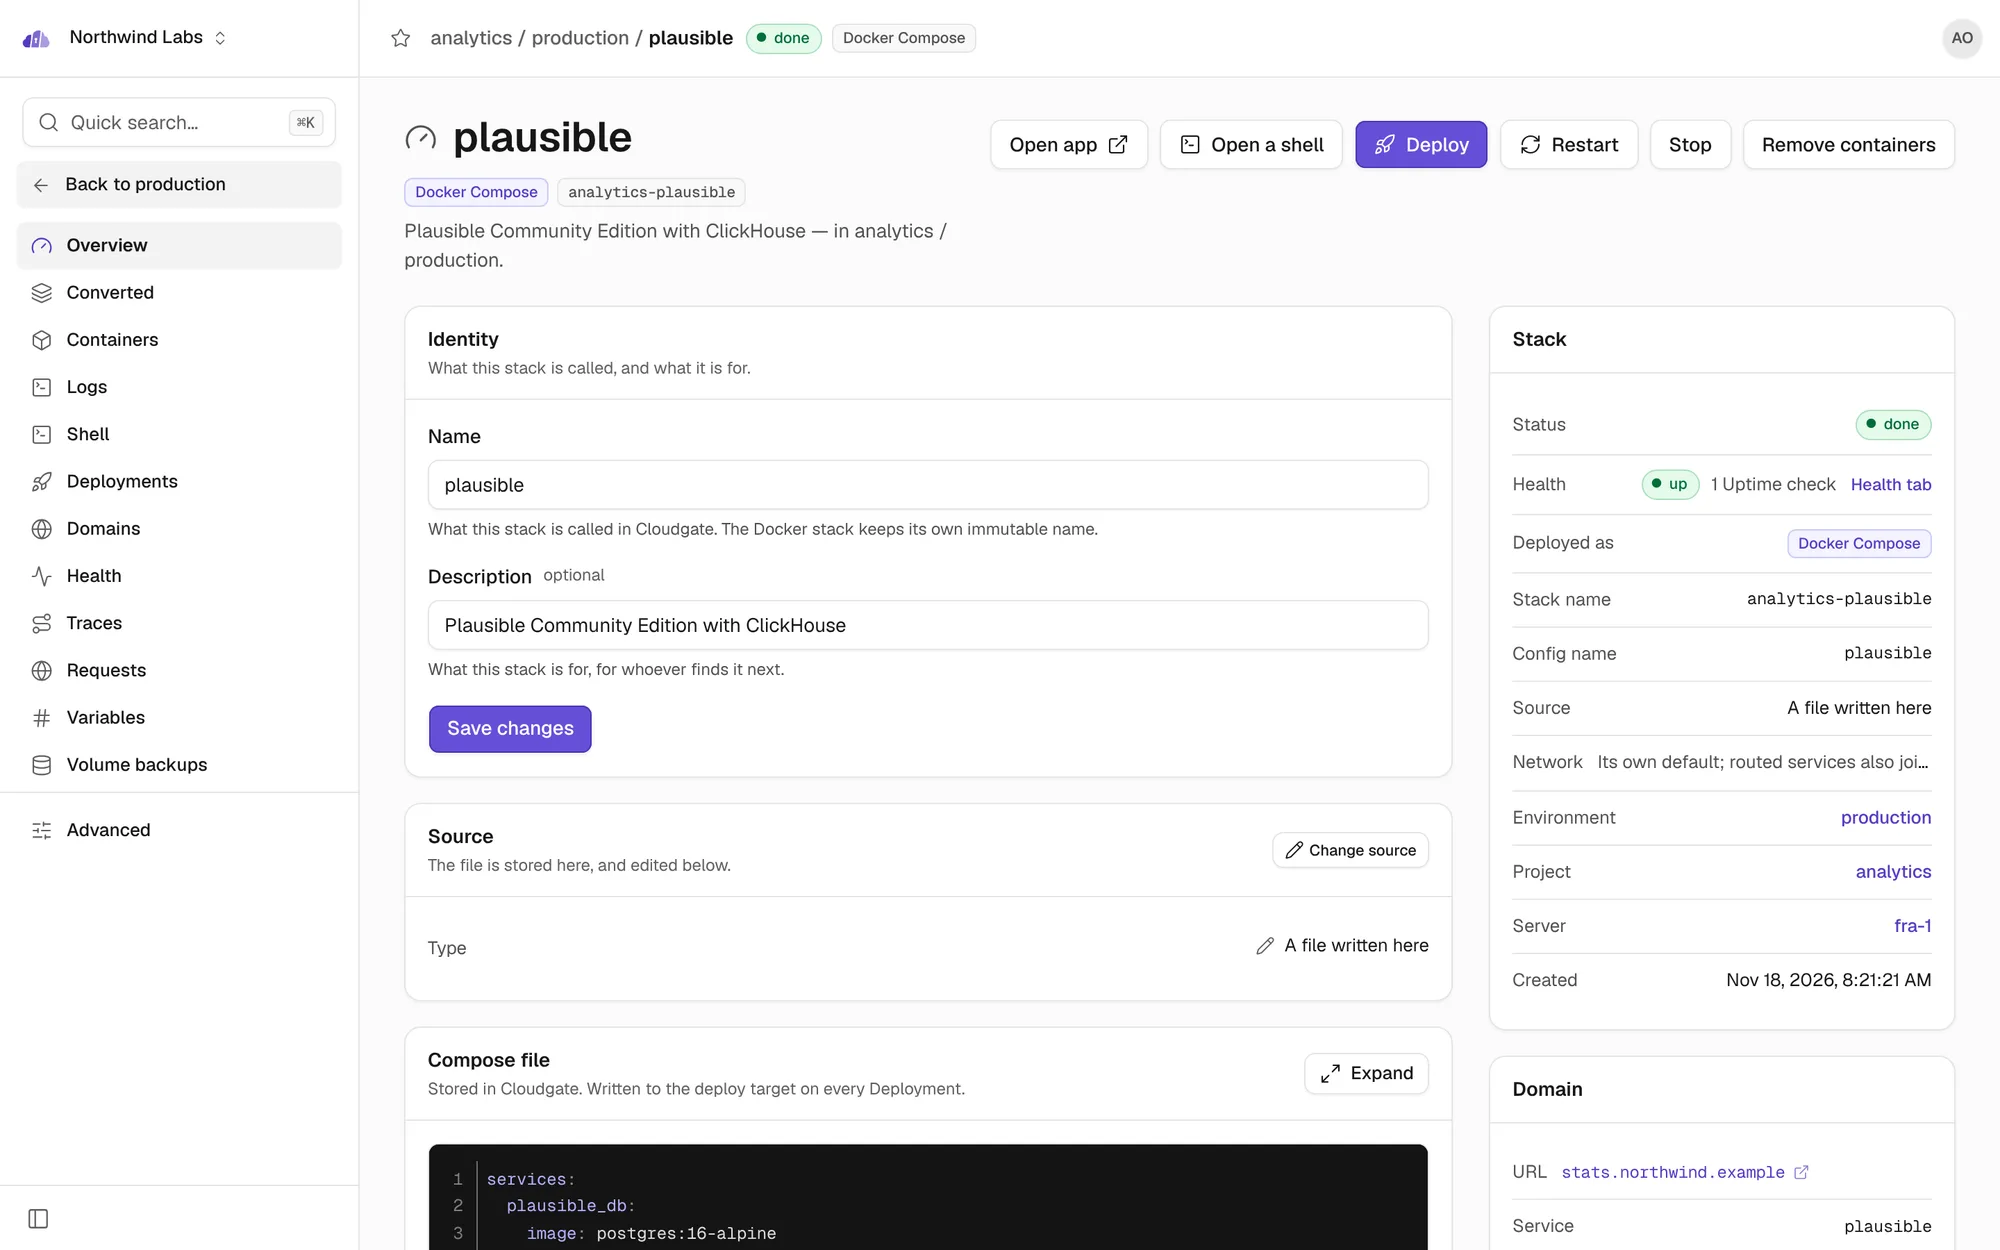 Northwind Labs
analytics / production / plausible
done
Docker Compose
AO
Quick search...
⌘K
Back to production
Overview
Converted
Containers
Logs
Shell
Deployments
Domains
Health
Traces
Requests
Variables
Volume backups
Advanced
plausible
Open app
Open a shell
Deploy
Restart
Stop
Remove containers
Docker Compose
analytics-plausible
Plausible Community Edition with ClickHouse — in analytics /
production.
Identity
What this stack is called, and what it is for.
Name
plausible
What this stack is called in Cloudgate. The Docker stack keeps its own immutable name.
Description optional
Plausible Community Edition with ClickHouse
What this stack is for, for whoever finds it next.
Save changes
Source
The file is stored here, and edited below.
Change source
Type
A file written here
Compose file
Stored in Cloudgate. Written to the deploy target on every Deployment.
Expand
1 services:
2 plausible_db:
3 image: postgres:16-alpine
Stack
Status done
Health up 1 Uptime check Health tab
Deployed as Docker Compose
Stack name analytics-plausible
Config name plausible
Source A file written here
Network Its own default; routed services also joi...
Environment production
Project analytics
Server fra-1
Created Nov 18, 2026, 8:21:21 AM
Domain
URL stats.northwind.example
Service plausible